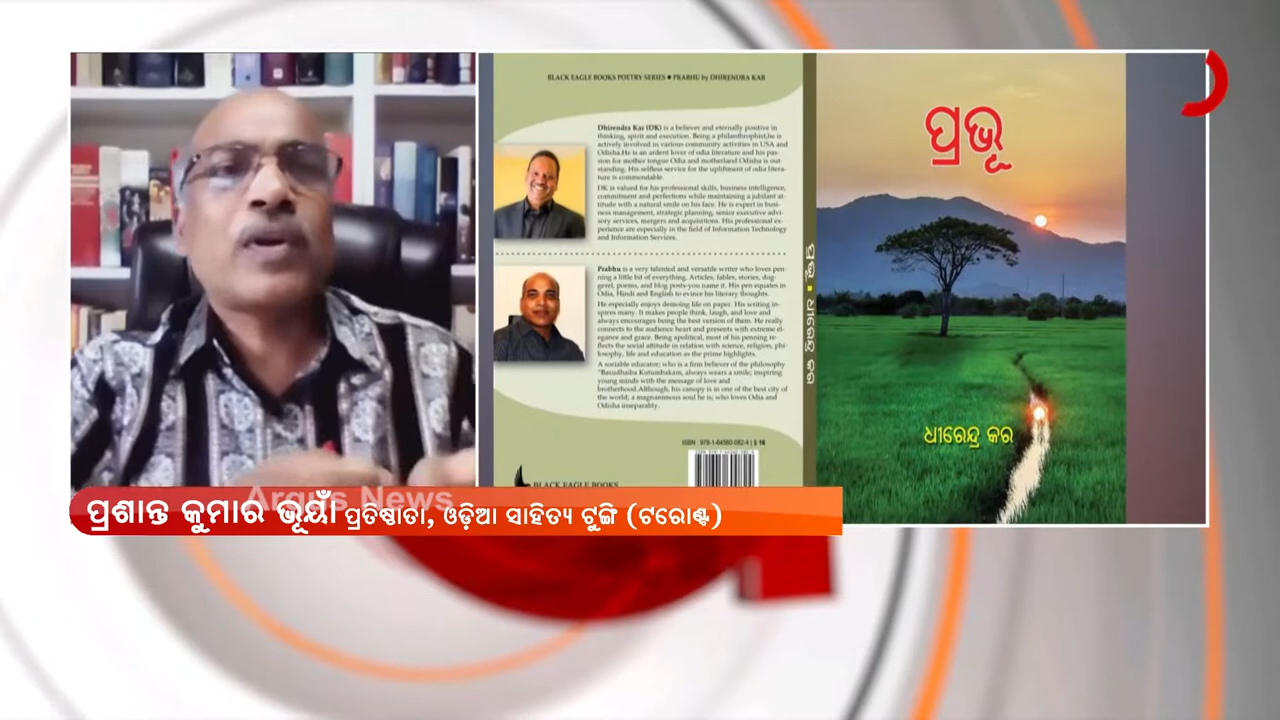 BLACK EAGLE BOOKS POETRY SERIES • PRABHU by DHIRENDRA KAR
Dhirendra Kar (DK) is a believer and eternally positive in
thinking, spirit and execution. Being a philanthrophist,he is
actively involved in various community activities in USA and
Odisha.He is an ardent lover of odia literature and his pas-
sion for mother tongue Odia and motherland Odisha is out-
standing. His selfless service for the upliftment of odia litera-
ture is commendable
DK is valued for his professional skills, business intelligence,
commitment and perfections while maintaining a jubilant at-
titude with a natural smile on his face. He is expert in busi-
ness management, strategic planning, senior executive advi-
sory services, mergers and acquisitions. His professional ex-
perience are especially in the field of Information Technology
and Information Services.
Prabhu is a very talented and versatile writer who loves pen-
ning a little bit of everything. Articles, fables, stories, dog-
gerel, poems, and blog posts-you name it. His pen equates in
Odia, Hindi and English to evince his literary thoughts.
He especially enjoys demoing life on paper. His writing in-
spires many. It makes people think, laugh, and love and
always encourages being the best version of them. He really
connects to the audience heart and presents with extreme el-
egance and grace. Being apolitical, most of his penning re-
flects the social attitude in relation with science, religion, phi-
losophy, life and education as the prime highlights.
A sociable educator; who is a firm believer of the philosophy
"Basudhaiba Kutumbakam, always wears a smile; inspiring
young minds with the message of love and
brotherhood.Although, his canopy is in one of the best city of
the world; a magnanimous soul he is; who loves Odia and
Odisha inseparably.
ISBN : 978-1-64560-082-4 | $ 16
BLACK EAGLE BOOKS
ପ୍ରଭୂ ଧୀରେନ୍ଦ୍ର କର
ପ୍ରଭୂ
ଧୀରେନ୍ଦ୍ର କର
Argus News
ପ୍ରଶାନ୍ତ କୁମାର ଭୂୟାଁ ପ୍ରତିଷ୍ଠାତା, ଓଡ଼ିଆ ସାହିତ୍ୟ ଟୁଙ୍ଗି (ଟରୋଣ୍ଟ)